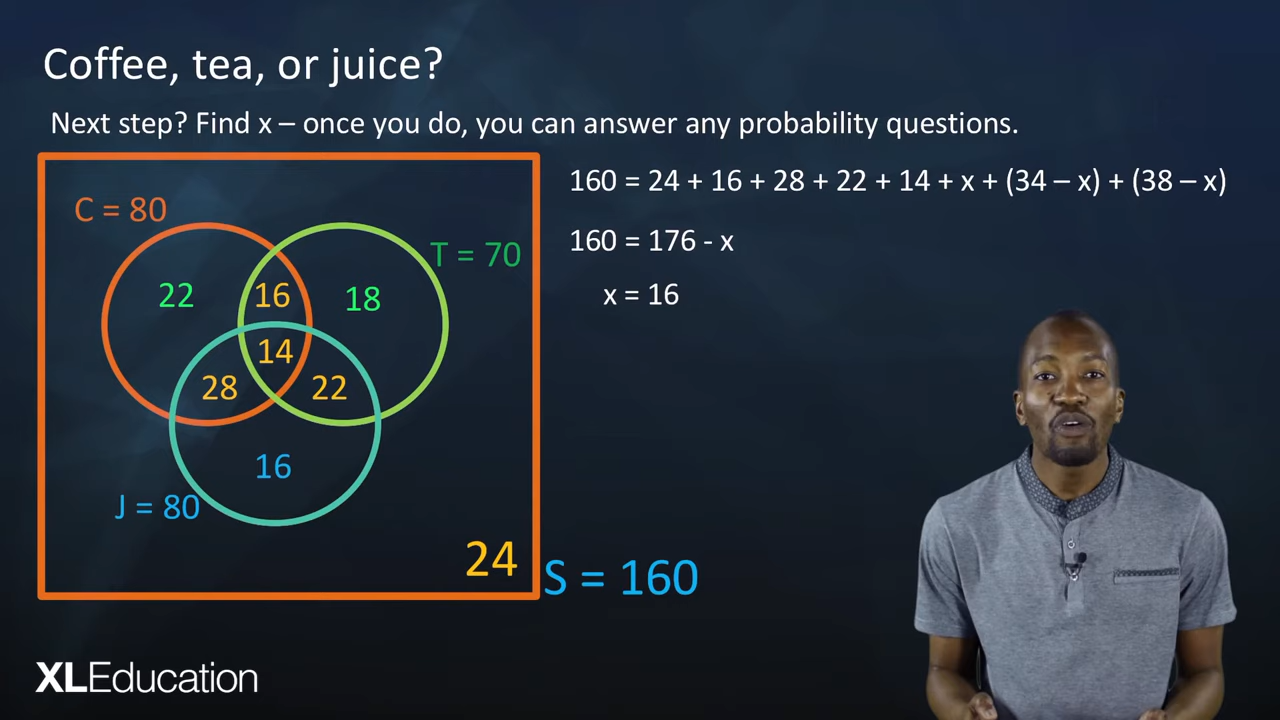 Coffee, tea, or juice?
Next step? Find x – once you do, you can answer any probability questions.
160 = 24 + 16 + 28 + 22 + 14 + x + (34 – x) + (38 – x)
160 = 176 - x
x = 16
C = 80
T = 70
22
16
18
14
28
22
16
J = 80
24
S = 160
XLEducation